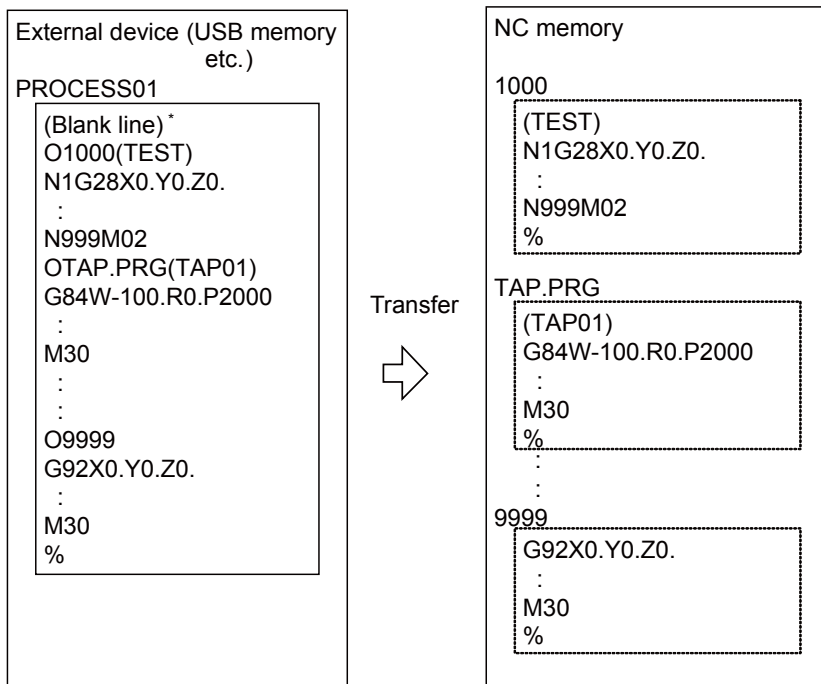 External device (USB memory
etc.)
PROCESS01
(Blank line) *
O1000(TEST)
N1G28X0.Y0.Z0.
:
N999M02
OTAP.PRG(TAP01)
G84W-100.R0.P2000
:
M30
:
:
O9999
G92X0.Y0.Z0.
:
M30
%
Transfer
NC memory
1000
(TEST)
N1G28X0.Y0.Z0.
:
N999M02
%
TAP.PRG
(TAP01)
G84W-100.R0.P2000
:
M30
%
:
:
9999
G92X0.Y0.Z0.
:
M30
%